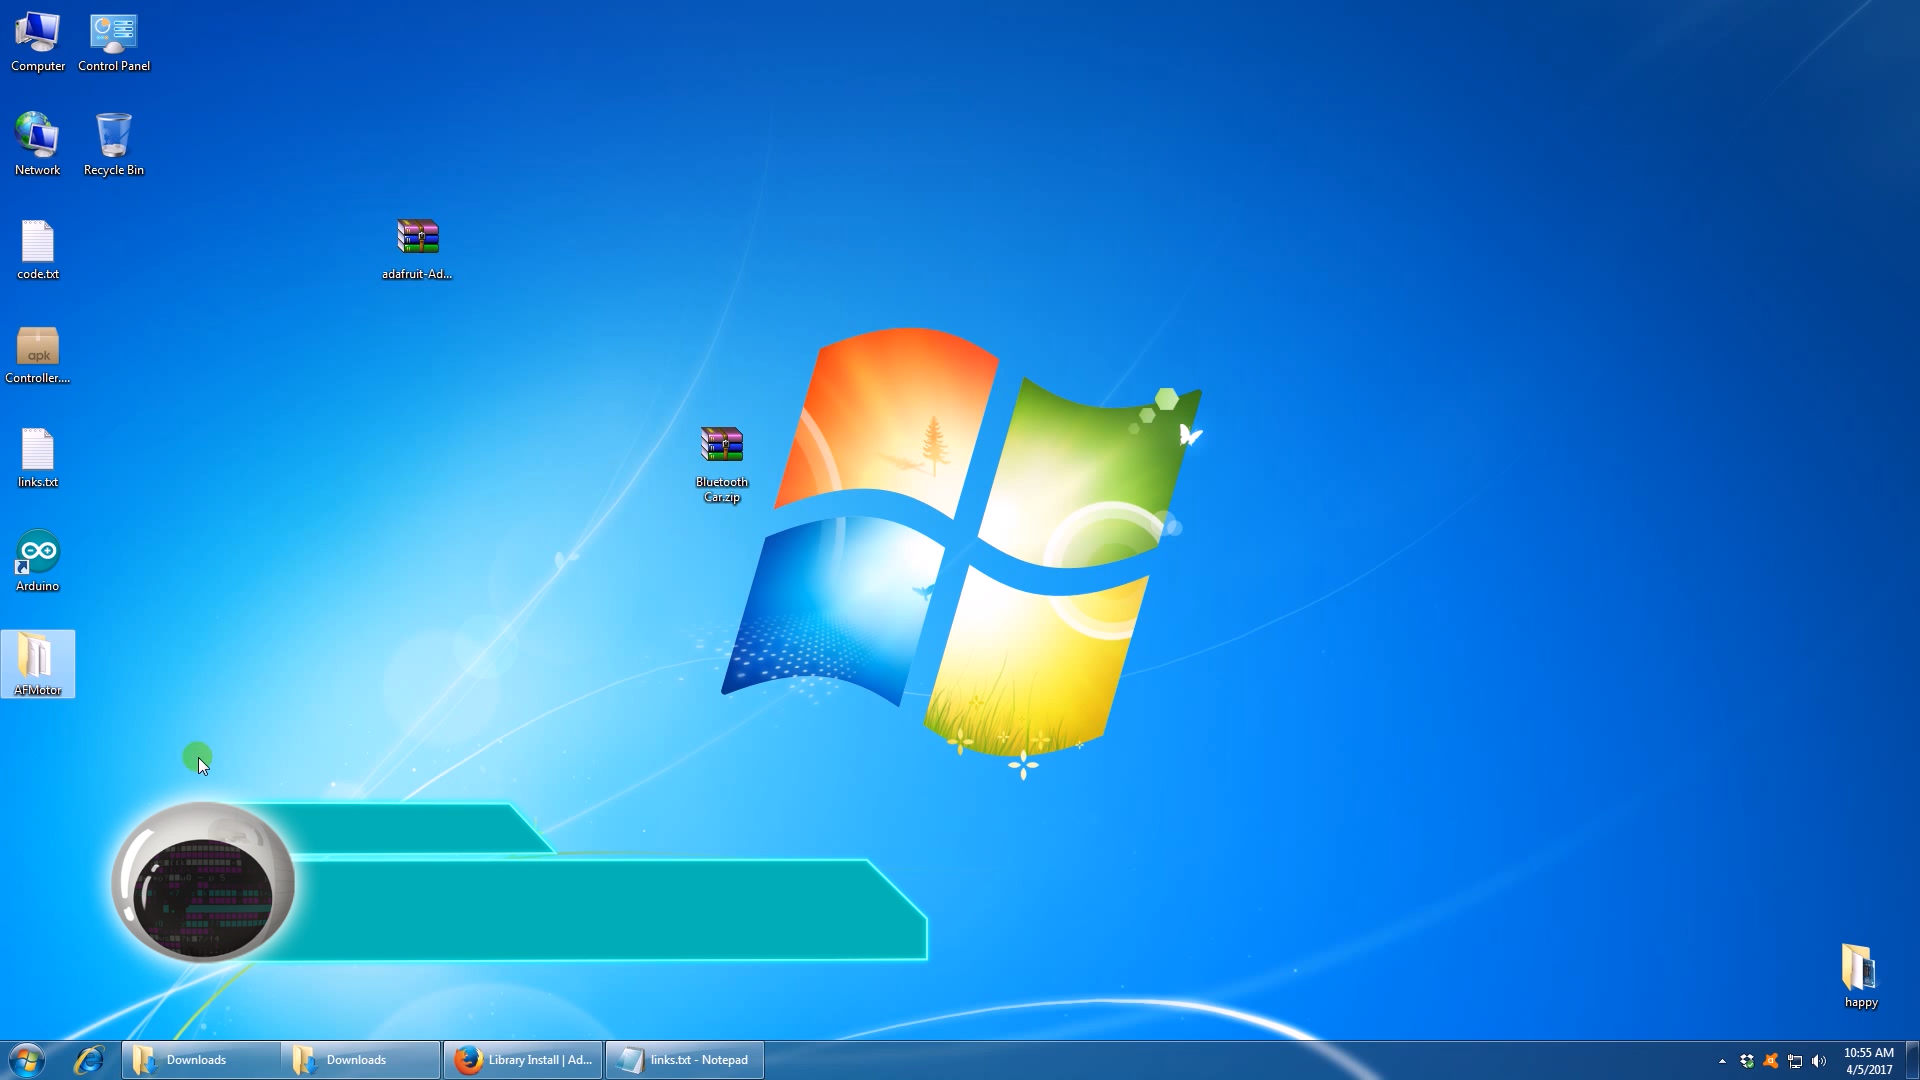 Computer
Control Panel
Network
Recycle Bin
code.txt
adafruit-Ad...
apk
Controller....
links.txt
Bluetooth
Car.zip
Arduino
AFMotor
happy
Downloads
Downloads
Library Install | Ad...
links.txt - Notepad
10:55 AM
4/5/2017